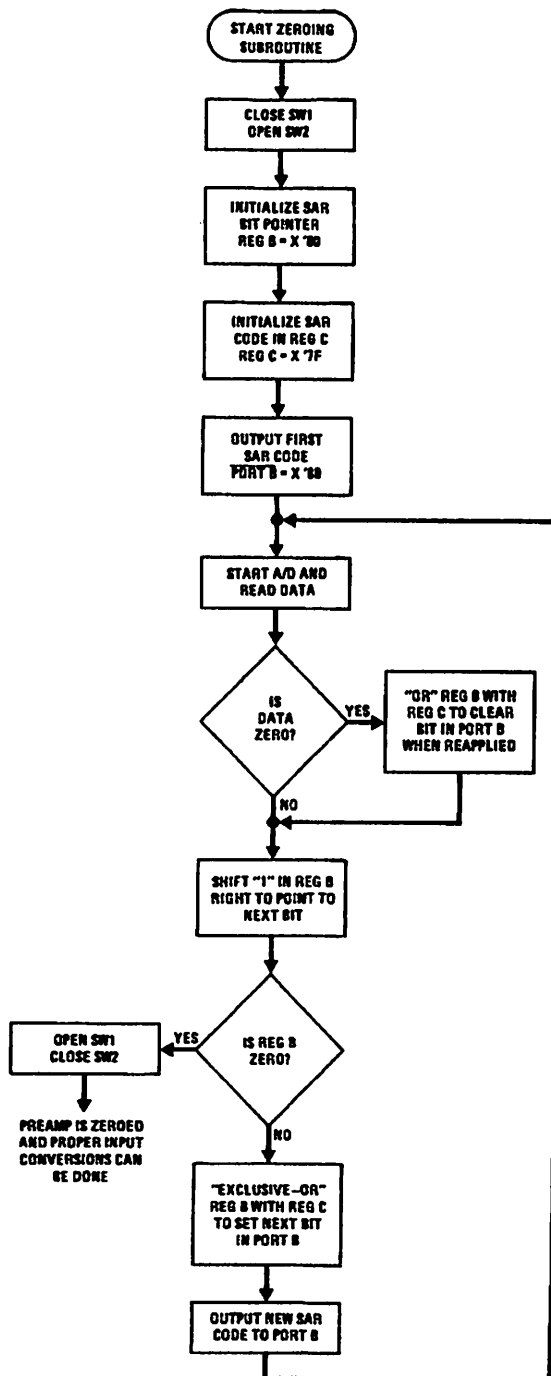 START ZEROING
SUBROUTINE
CLOSE SW1
OPEN SW2
INITIALIZE SAR
BIT POINTER
REG B = X '80
INITIALIZE SAR
CODE IN REG C
REG C = X '7F
OUTPUT FIRST
SAR CODE
PORT B = X '80
START A/D AND
READ DATA
IS
DATA
ZERO?
YES
"OR" REG B WITH
REG C TO CLEAR
BIT IN PORT B
WHEN REAPPLIED
NO
SHIFT "1" IN REG B
RIGHT TO POINT TO
NEXT BIT
IS REG B
ZERO?
YES
OPEN SW1
CLOSE SW2
PREAMP IS ZEROED
AND PROPER INPUT
CONVERSIONS CAN
BE DONE
NO
"EXCLUSIVE-OR"
REG B WITH REG C
TO SET NEXT BIT
IN PORT B
OUTPUT NEW SAR
CODE TO PORT B